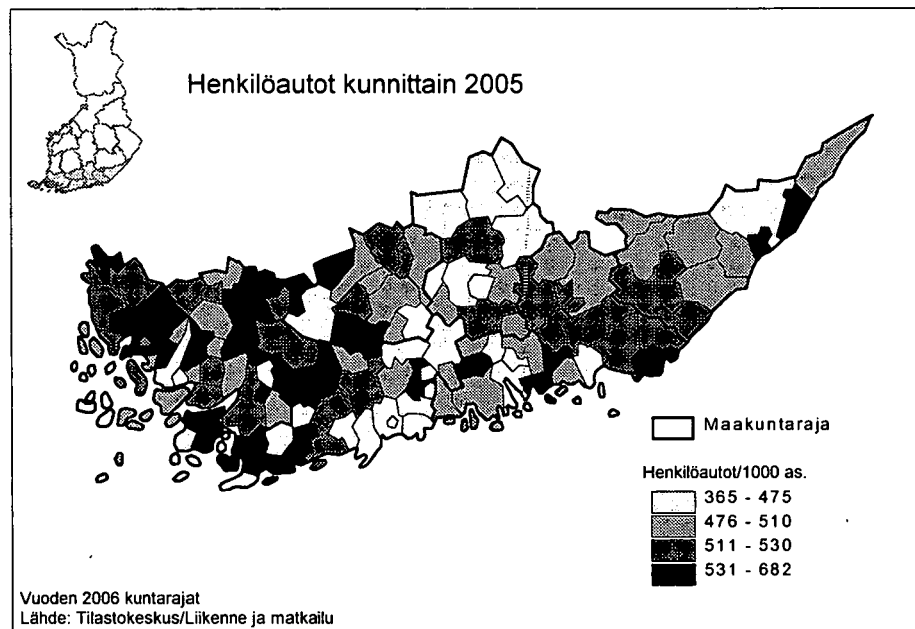 Henkilöautot kunnittain 2005
Maakuntaraja
Henkilöautot/1000 as.
365 - 475
476 - 510
511 - 530
531 - 682
Vuoden 2006 kuntarajat
Lähde: Tilastokeskus/Liikenne ja matkailu